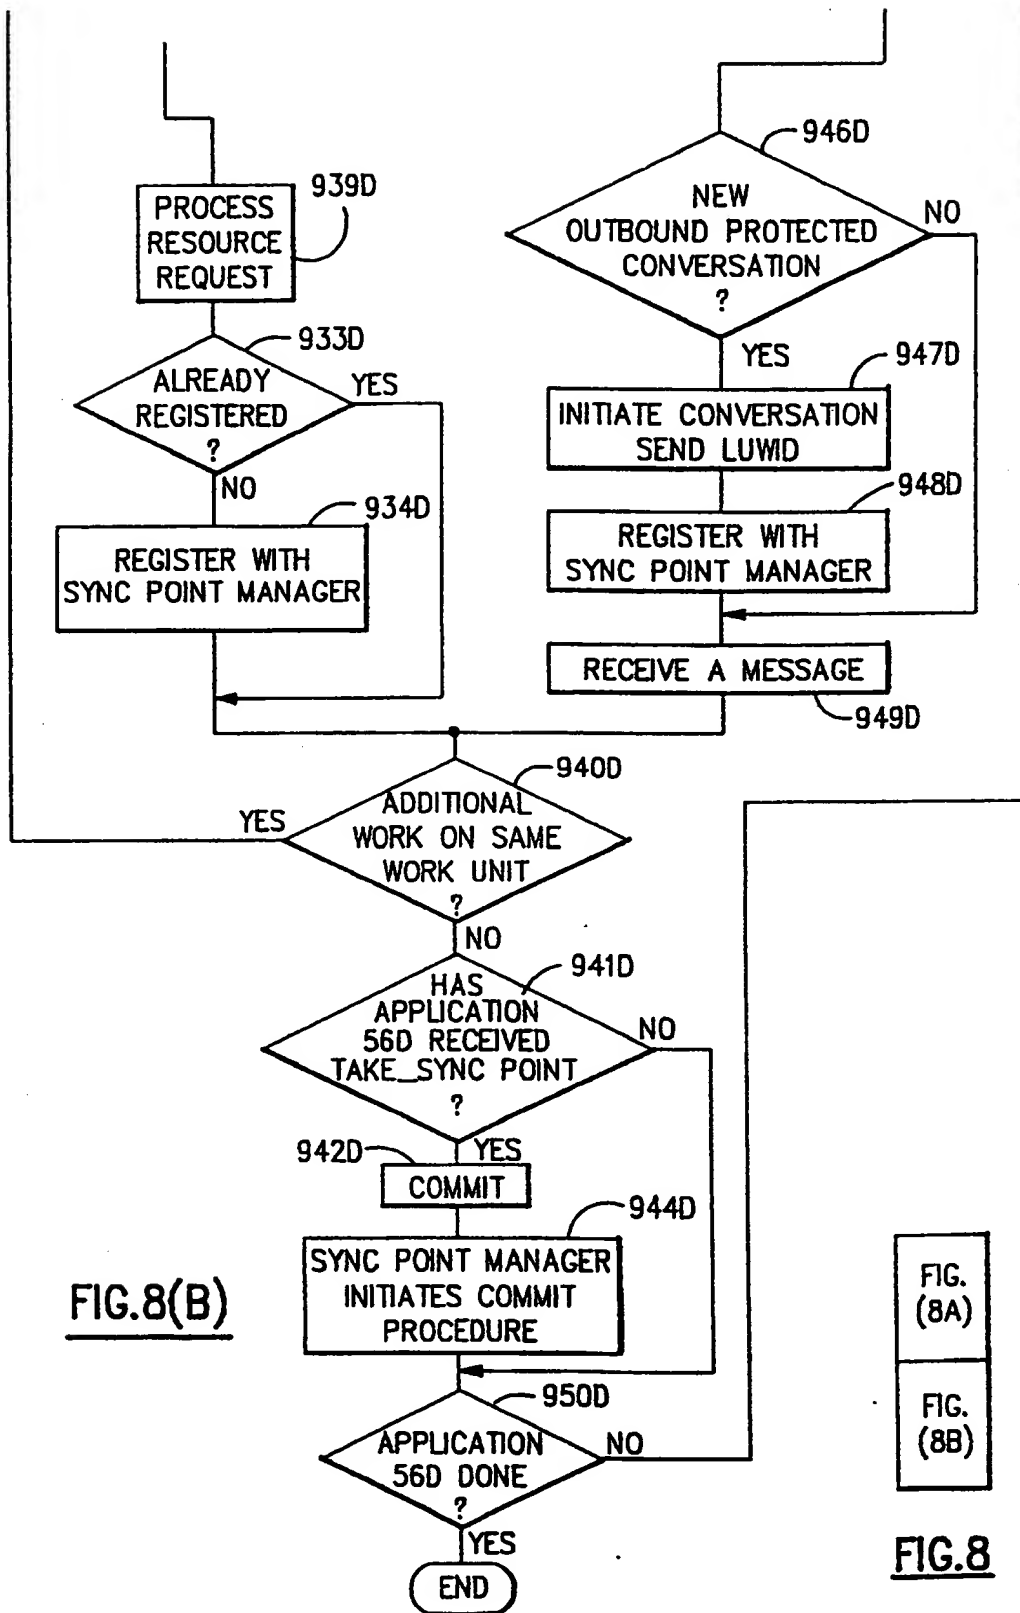 939D
PROCESS
RESOURCE
REQUEST
933D
ALREADY
REGISTERED
?
YES
NO
934D
REGISTER WITH
SYNC POINT MANAGER
946D
NEW
OUTBOUND PROTECTED
CONVERSATION
?
NO
YES
947D
INITIATE CONVERSATION
SEND LUWID
948D
REGISTER WITH
SYNC POINT MANAGER
RECEIVE A MESSAGE
949D
940D
ADDITIONAL
WORK ON SAME
WORK UNIT
?
YES
NO
941D
HAS
APPLICATION
56D RECEIVED
TAKE_SYNC POINT
?
NO
YES
942D
COMMIT
944D
SYNC POINT MANAGER
INITIATES COMMIT
PROCEDURE
950D
APPLICATION
56D DONE
?
NO
YES
END
FIG.8(B)
FIG.
(8A)
FIG.
(8B)
FIG.8